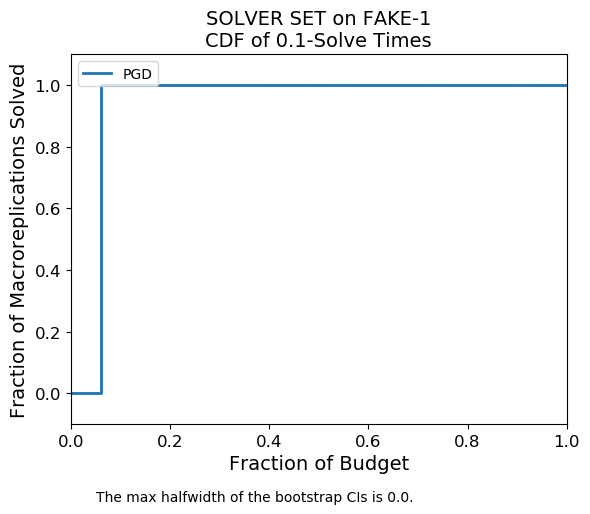 SOLVER SET on FAKE-1
CDF of 0.1-Solve Times
PGD
Fraction of Macroreplications Solved
1.0
0.8
0.6
0.4
0.2
0.0
0.0 0.2 0.4 0.6 0.8 1.0
Fraction of Budget
The max halfwidth of the bootstrap CIs is 0.0.